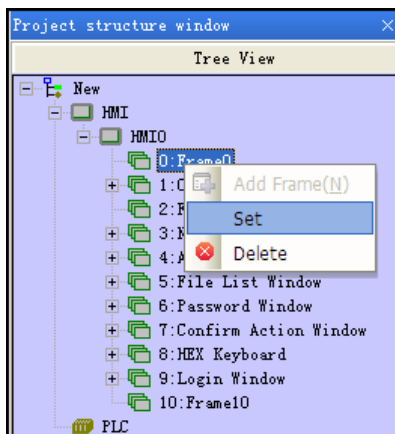 Project structure window
Tree View
New
HMI
HMI0
0:Frame0
1:
Add Frame(N)
2:
Set
3:
Delete
4:
5:File List Window
6:Password Window
7:Confirm Action Window
8:HEX Keyboard
9:Login Window
10:Frame10
PLC